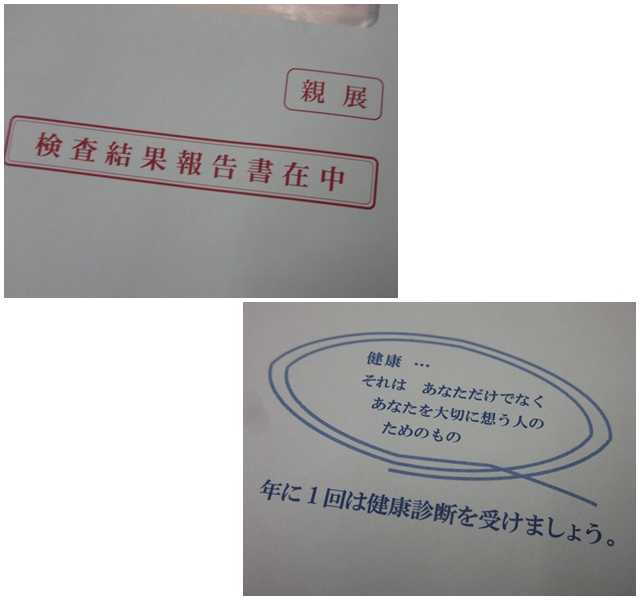 親展
検査結果報告書在中
健康 …
それは　あなただけでなく
あなたを大切に想う人の
ためのもの
年に１回は健康診断を受けましょう。